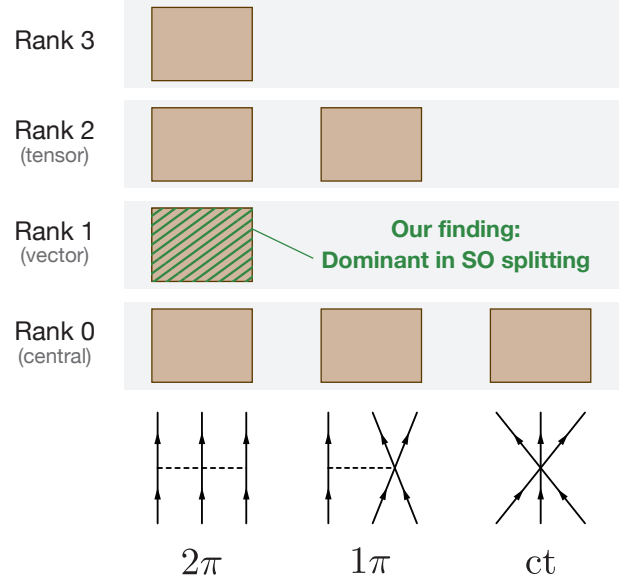 Rank 3
Rank 2
(tensor)
Rank 1
(vector)
Our finding:
Dominant in SO splitting
Rank 0
(central)
2π
1π
ct